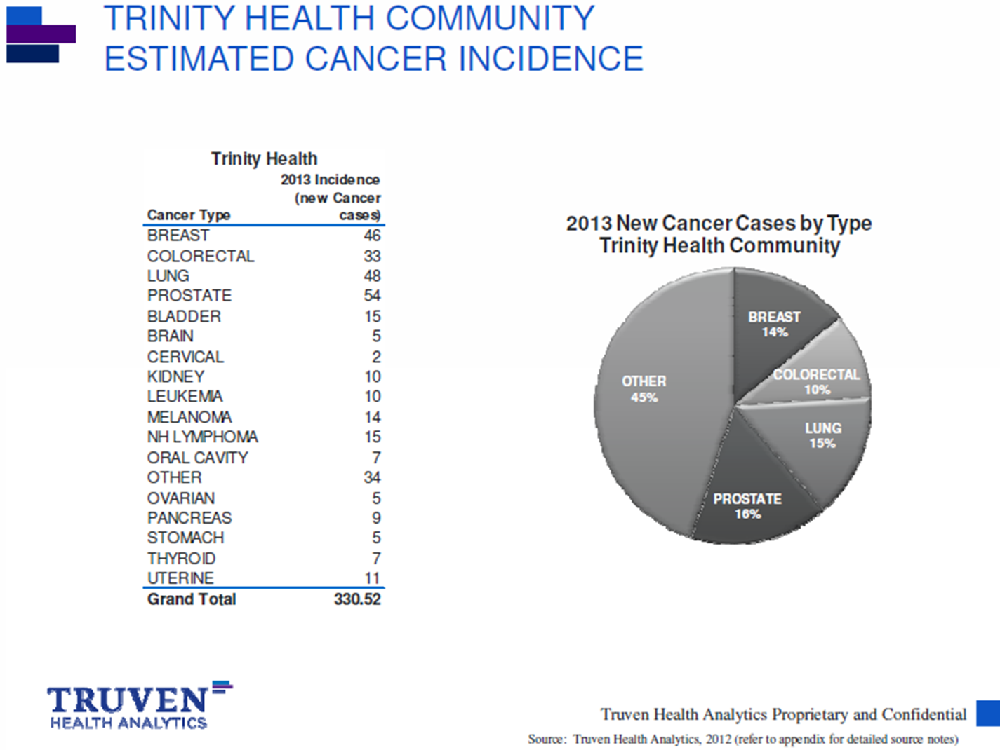 TRINITY HEALTH COMMUNITY
ESTIMATED CANCER INCIDENCE
Trinity Health
2013 Incidence
(new Cancer
Cancer Type cases)
BREAST 46
COLORECTAL 33
LUNG 48
PROSTATE 54
BLADDER 15
BRAIN 5
CERVICAL 2
KIDNEY 10
LEUKEMIA 10
MELANOMA 14
NH LYMPHOMA 15
ORAL CAVITY 7
OTHER 34
OVARIAN 5
PANCREAS 9
STOMACH 5
THYROID 7
UTERINE 11
Grand Total 330.52
2013 New Cancer Cases by Type
Trinity Health Community
BREAST
14%
COLORECTAL
10%
LUNG
15%
PROSTATE
16%
OTHER
45%
TRUVEN
HEALTH ANALYTICS
Truven Health Analytics Proprietary and Confidential
Source: Truven Health Analytics, 2012 (refer to appendix for detailed source notes)